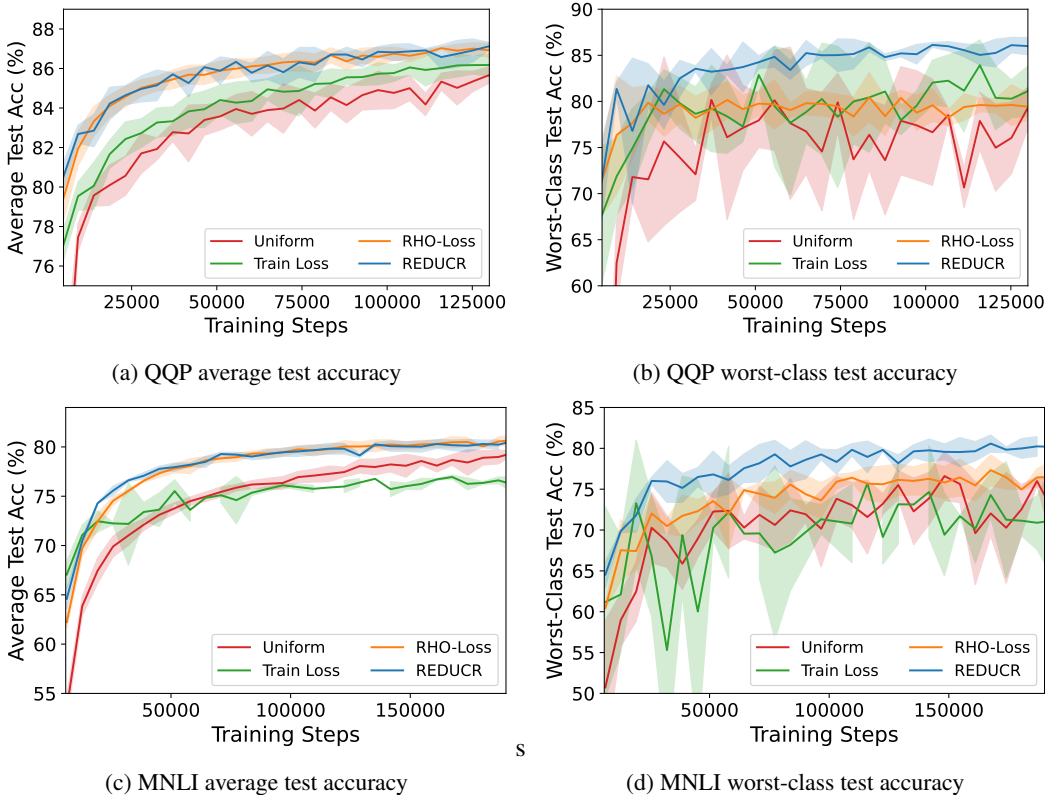 88
86
84
82
80
78
76
Average Test Acc (%)
Uniform
Train Loss
RHO-Loss
REDUCR
25000 50000 75000 100000 125000
Training Steps
(a) QQP average test accuracy
90
85
80
75
70
65
60
Worst-Class Test Acc (%)
Uniform
Train Loss
RHO-Loss
REDUCR
25000 50000 75000 100000 125000
Training Steps
(b) QQP worst-class test accuracy
80
75
70
65
60
55
Average Test Acc (%)
Uniform
Train Loss
RHO-Loss
REDUCR
50000 100000 150000
Training Steps
(c) MNLI average test accuracy
s
85
80
75
70
65
60
55
50
Worst-Class Test Acc (%)
Uniform
Train Loss
RHO-Loss
REDUCR
50000 100000 150000
Training Steps
(d) MNLI worst-class test accuracy